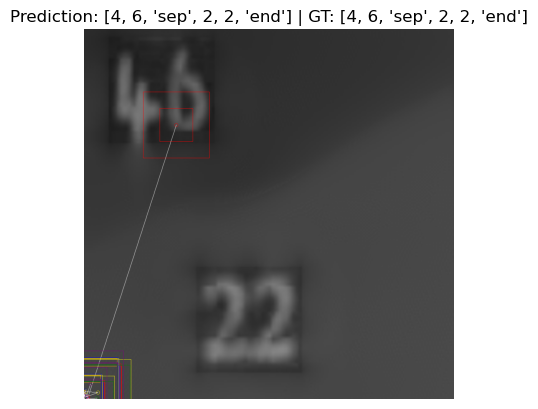 Prediction: [4, 6, 'sep', 2, 2, 'end'] | GT: [4, 6, 'sep', 2, 2, 'end']
46
22